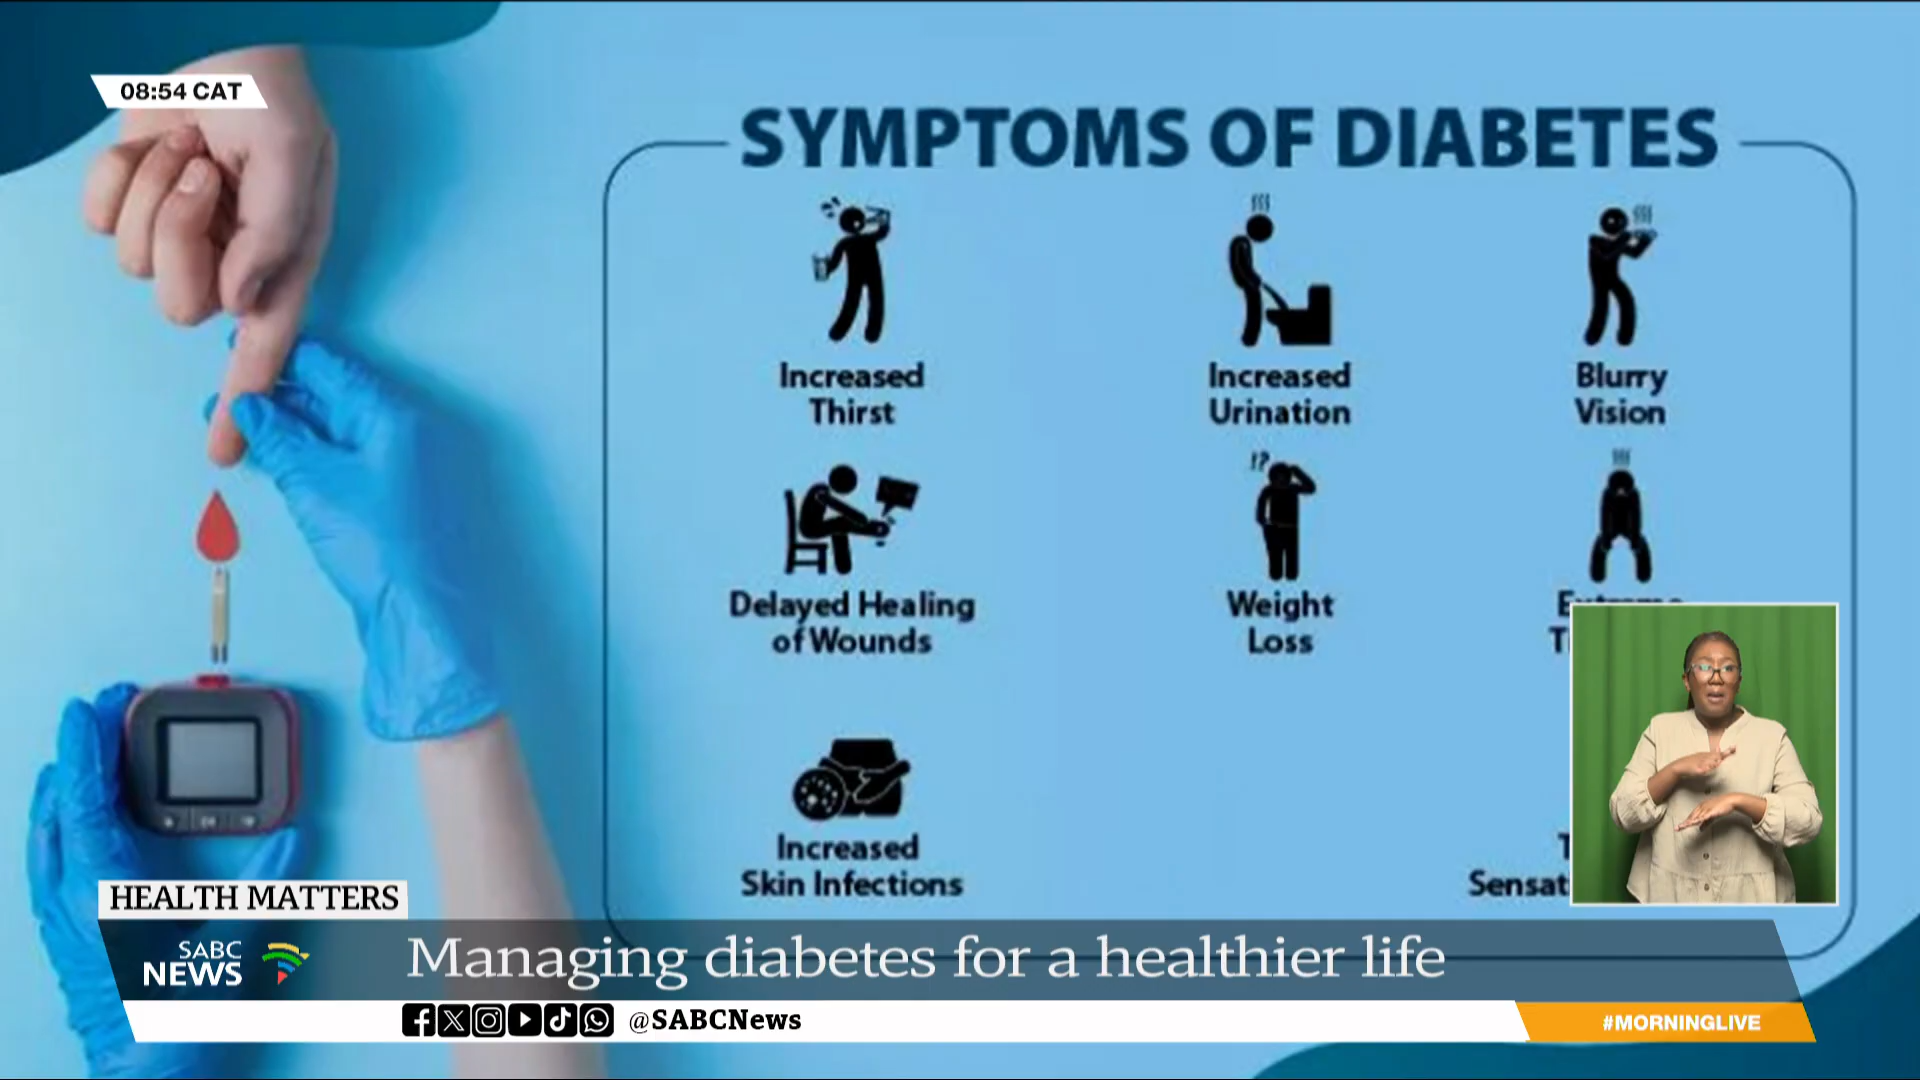 08:54 CAT
SYMPTOMS OF DIABETES
Increased
Thirst
Increased
Urination
Blurry
Vision
!?
Delayed Healing
of Wounds
Weight
Loss
Increased
Skin Infections
HEALTH MATTERS
SABC
NEWS
Managing diabetes for a healthier life
@SABCNews
#MORNINGLIVE